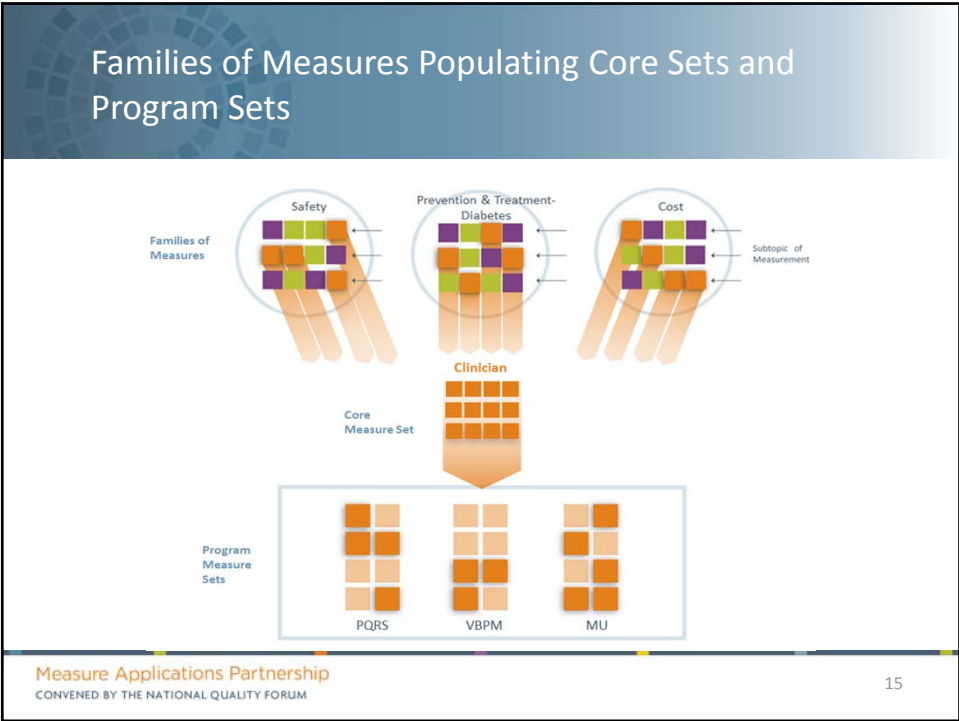 Families of Measures Populating Core Sets and
Program Sets
Safety
Prevention & Treatment-
Diabetes
Cost
Families of
Measures
Subtopic of
Measurement
Clinician
Core
Measure Set
Program
Measure
Sets
PQRS
VBPM
MU
Measure Applications Partnership
CONVENED BY THE NATIONAL QUALITY FORUM
15